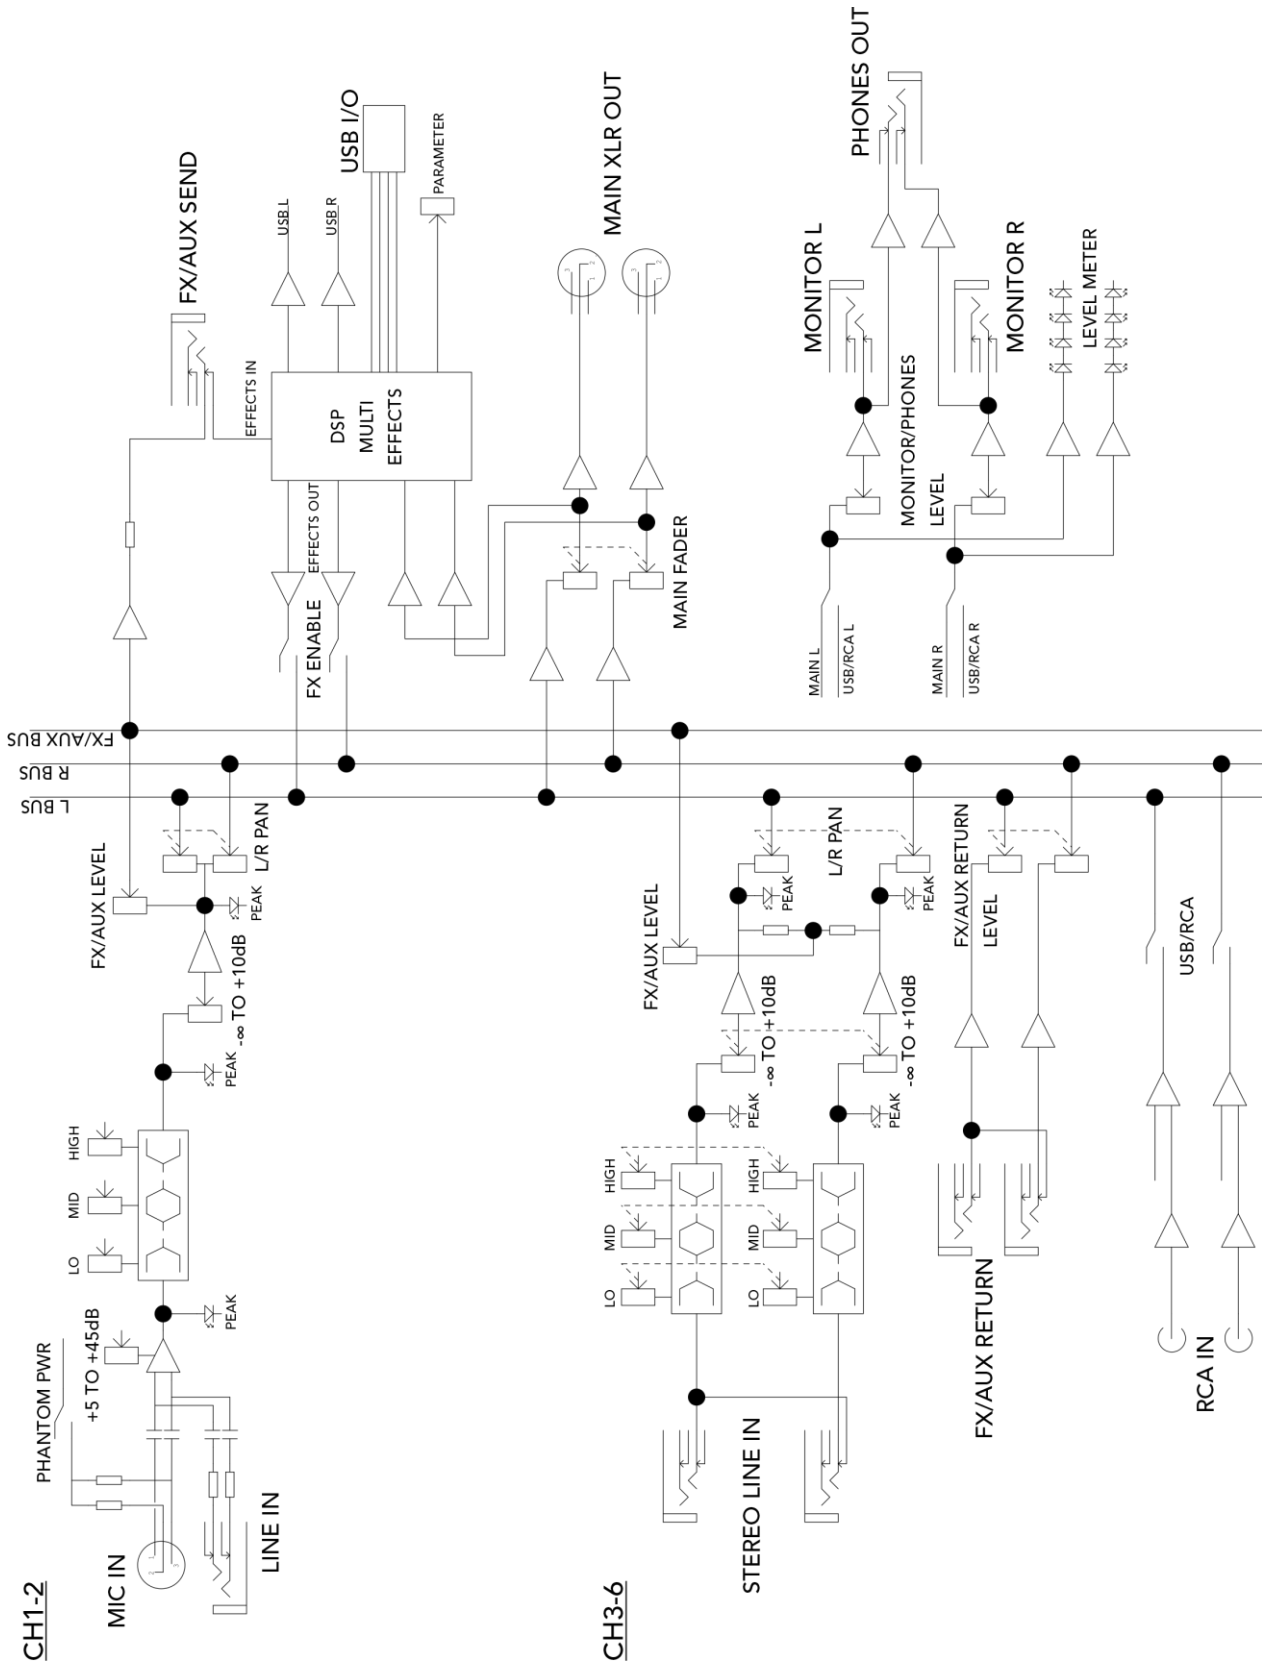 CH1-2
MIC IN
LINE IN
PHANTOM PWR
+5 TO +45dB
PEAK
LO
MID
HIGH
PEAK
-∞ TO +10dB
FX/AUX LEVEL
PEAK
L/R PAN
L BUS
R BUS
FX/AUX BUS
FX/AUX SEND
EFFECTS IN
DSP
MULTI
EFFECTS
EFFECTS OUT
FX ENABLE
USB L
USB R
USB I/O
PARAMETER
MAIN FADER
MAIN XLR OUT
CH3-6
STEREO LINE IN
LO
MID
HIGH
LO
MID
HIGH
PEAK
PEAK
-∞ TO +10dB
-∞ TO +10dB
FX/AUX LEVEL
PEAK
PEAK
L/R PAN
FX/AUX RETURN
FX/AUX RETURN
LEVEL
RCA IN
USB/RCA
MAIN L
USB/RCA L
MAIN R
USB/RCA R
MONITOR/PHONES
LEVEL
MONITOR L
MONITOR R
LEVEL METER
PHONES OUT